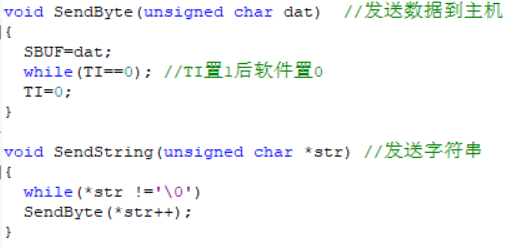 void SendByte(unsigned char dat)  //发送数据到主机
{
  SBUF=dat;
  while(TI==0); //TI置1后软件置0
  TI=0;
}
void SendString(unsigned char *str) //发送字符串
{
  while(*str !='\0')
  SendByte(*str++);
}